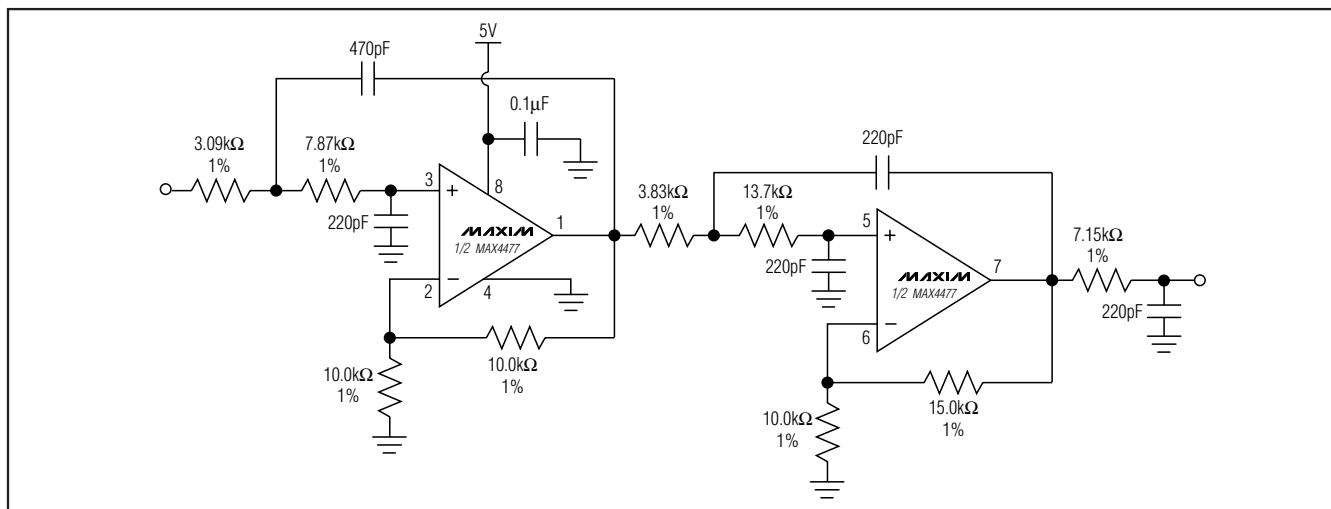 5V
470pF
0.1µF
3.09kΩ
1%
7.87kΩ
1%
3
+
8
220pF
MAXIM
1/2 MAX4477
1
−
2
4
10.0kΩ
1%
10.0kΩ
1%
3.83kΩ
1%
220pF
13.7kΩ
1%
5
+
220pF
MAXIM
1/2 MAX4477
7
−
6
7.15kΩ
1%
220pF
15.0kΩ
1%
10.0kΩ
1%